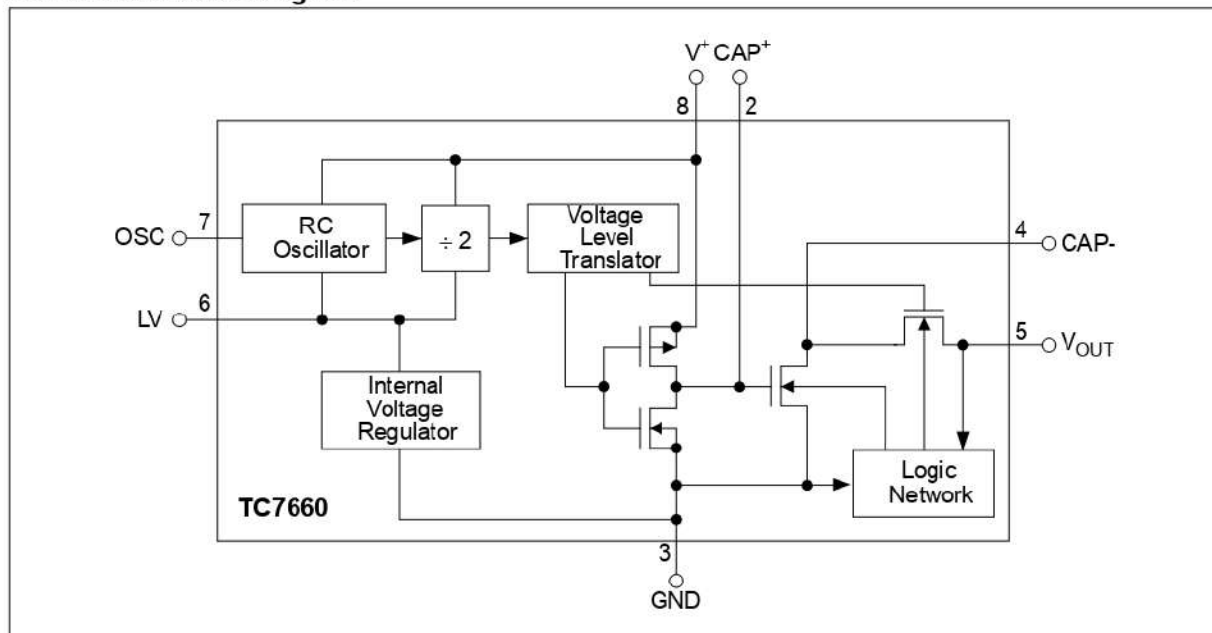 V+ CAP+
8 2
OSC 7
RC
Oscillator
÷ 2
Voltage
Level
Translator
4 CAP-
LV 6
5 VOUT
Internal
Voltage
Regulator
Logic
Network
TC7660
3
GND